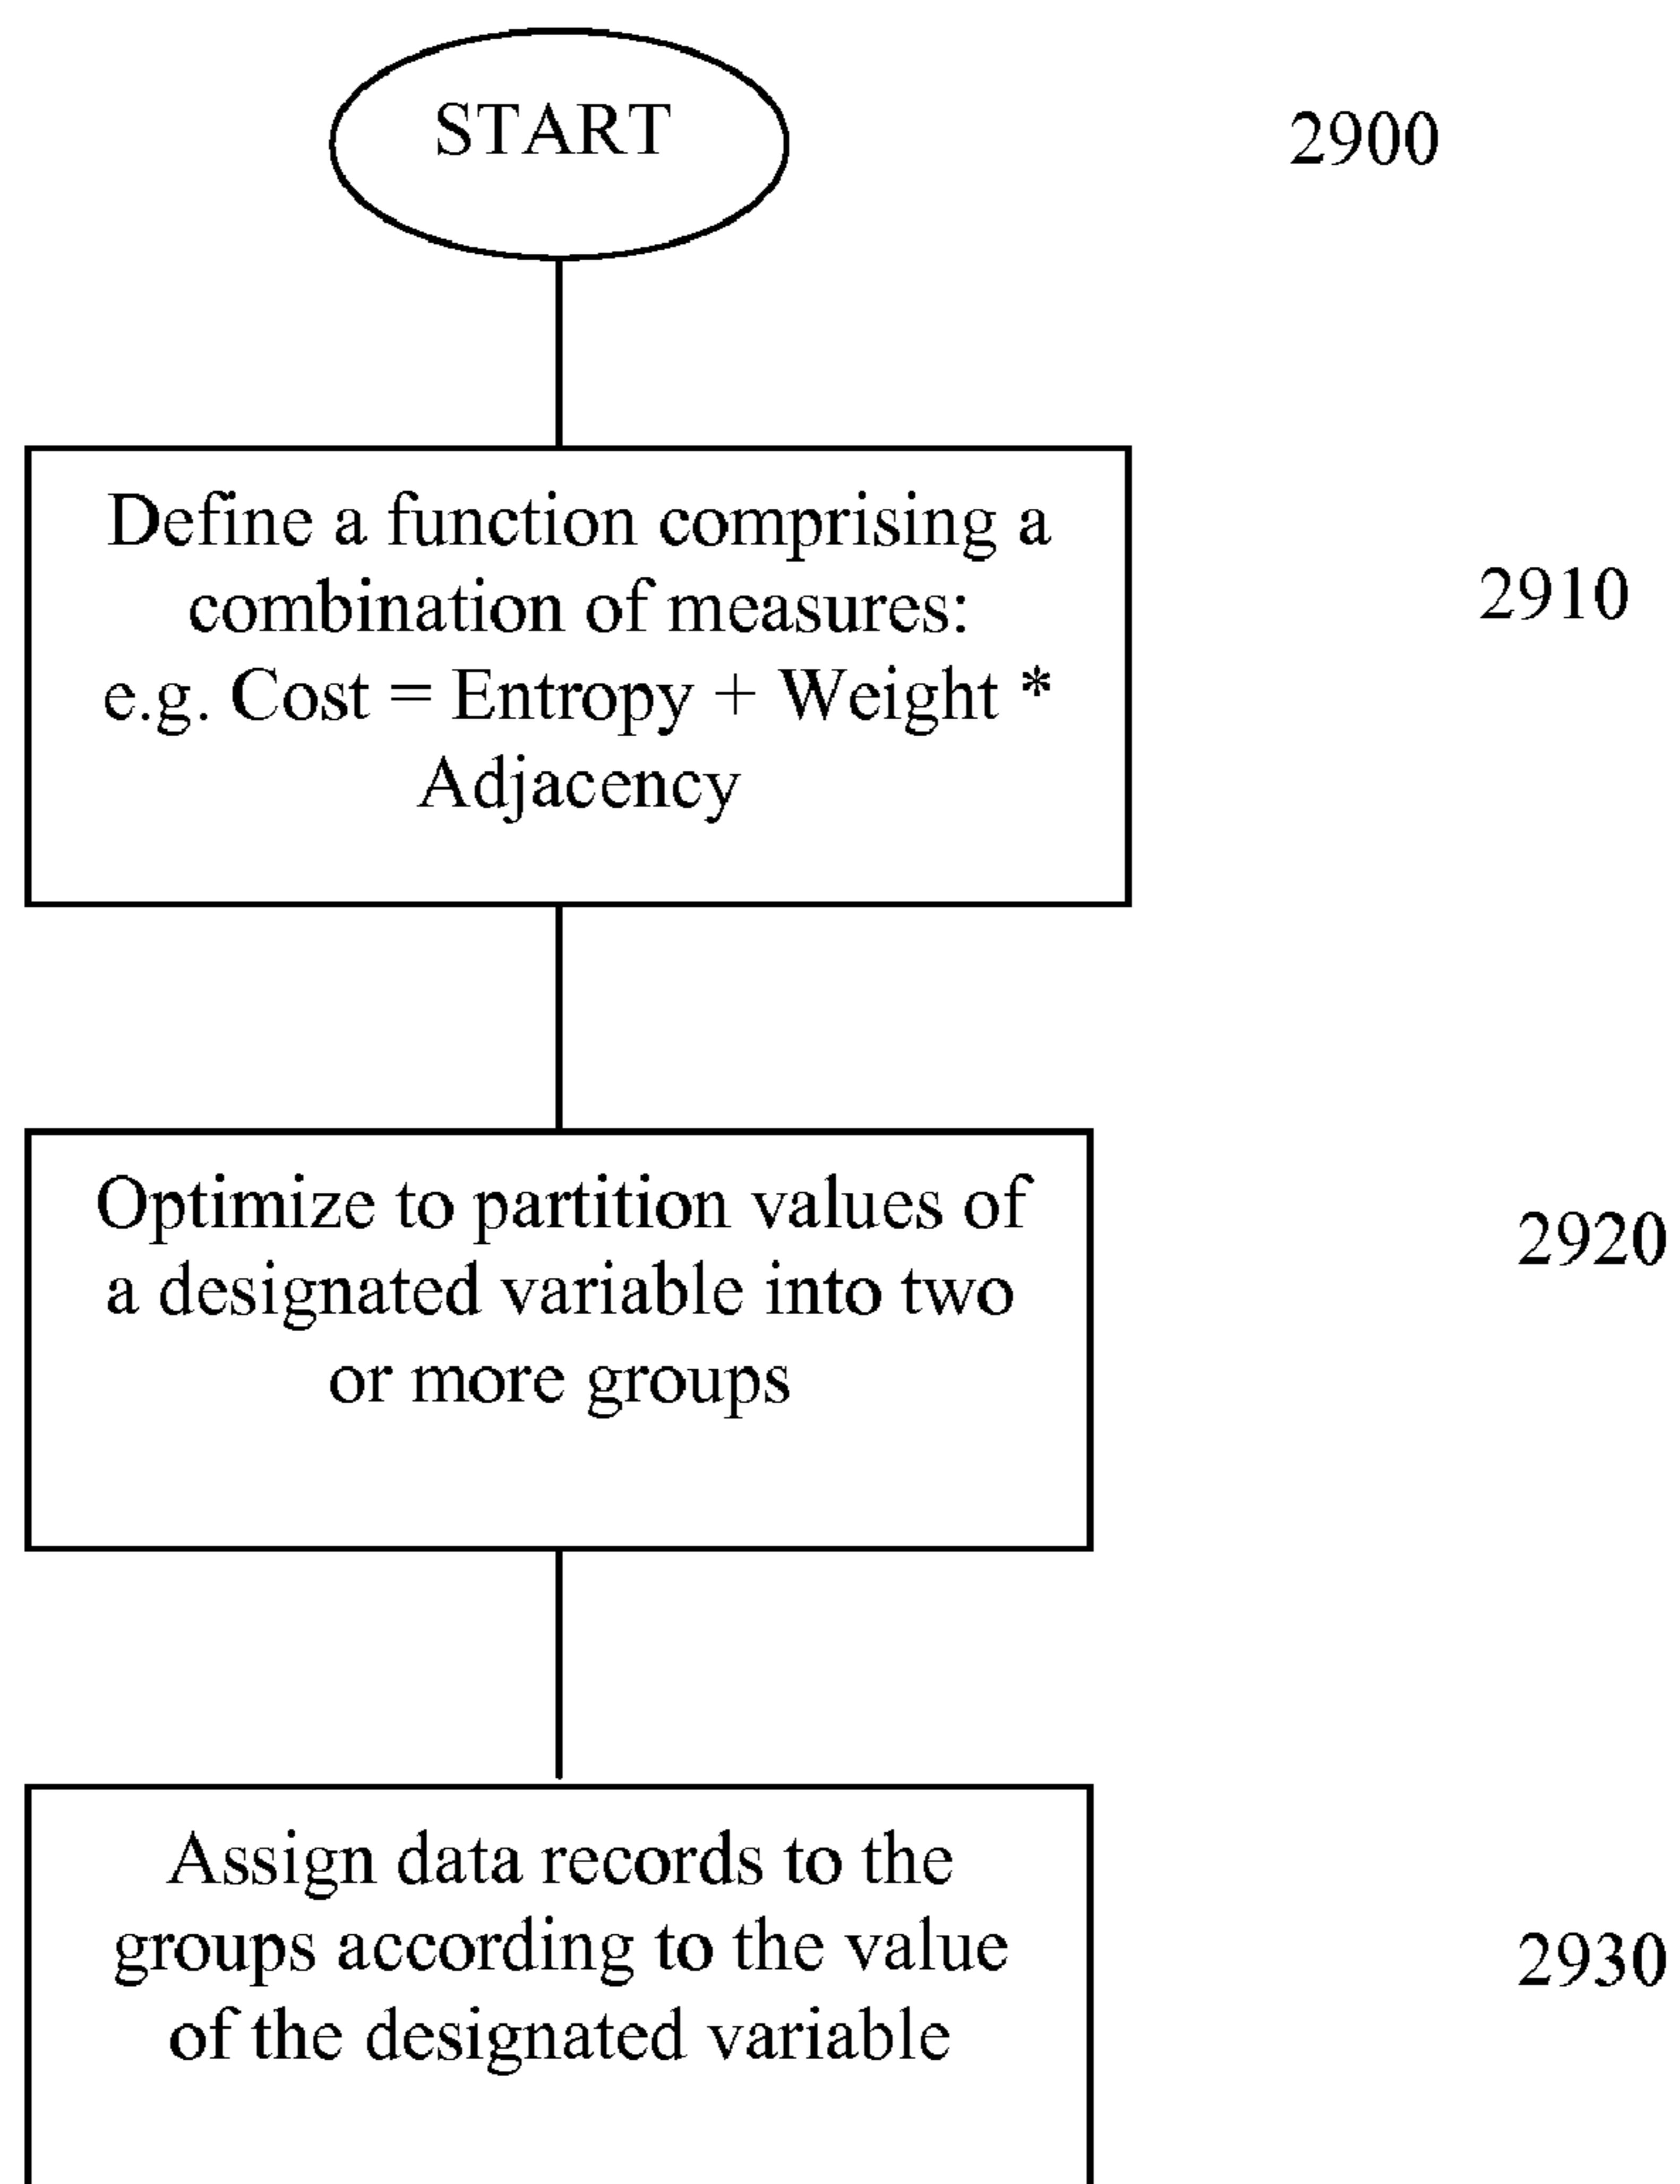 START
2900
Define a function comprising a
combination of measures:
e.g. Cost = Entropy + Weight *
Adjacency
2910
Optimize to partition values of
a designated variable into two
or more groups
2920
Assign data records to the
groups according to the value
of the designated variable
2930